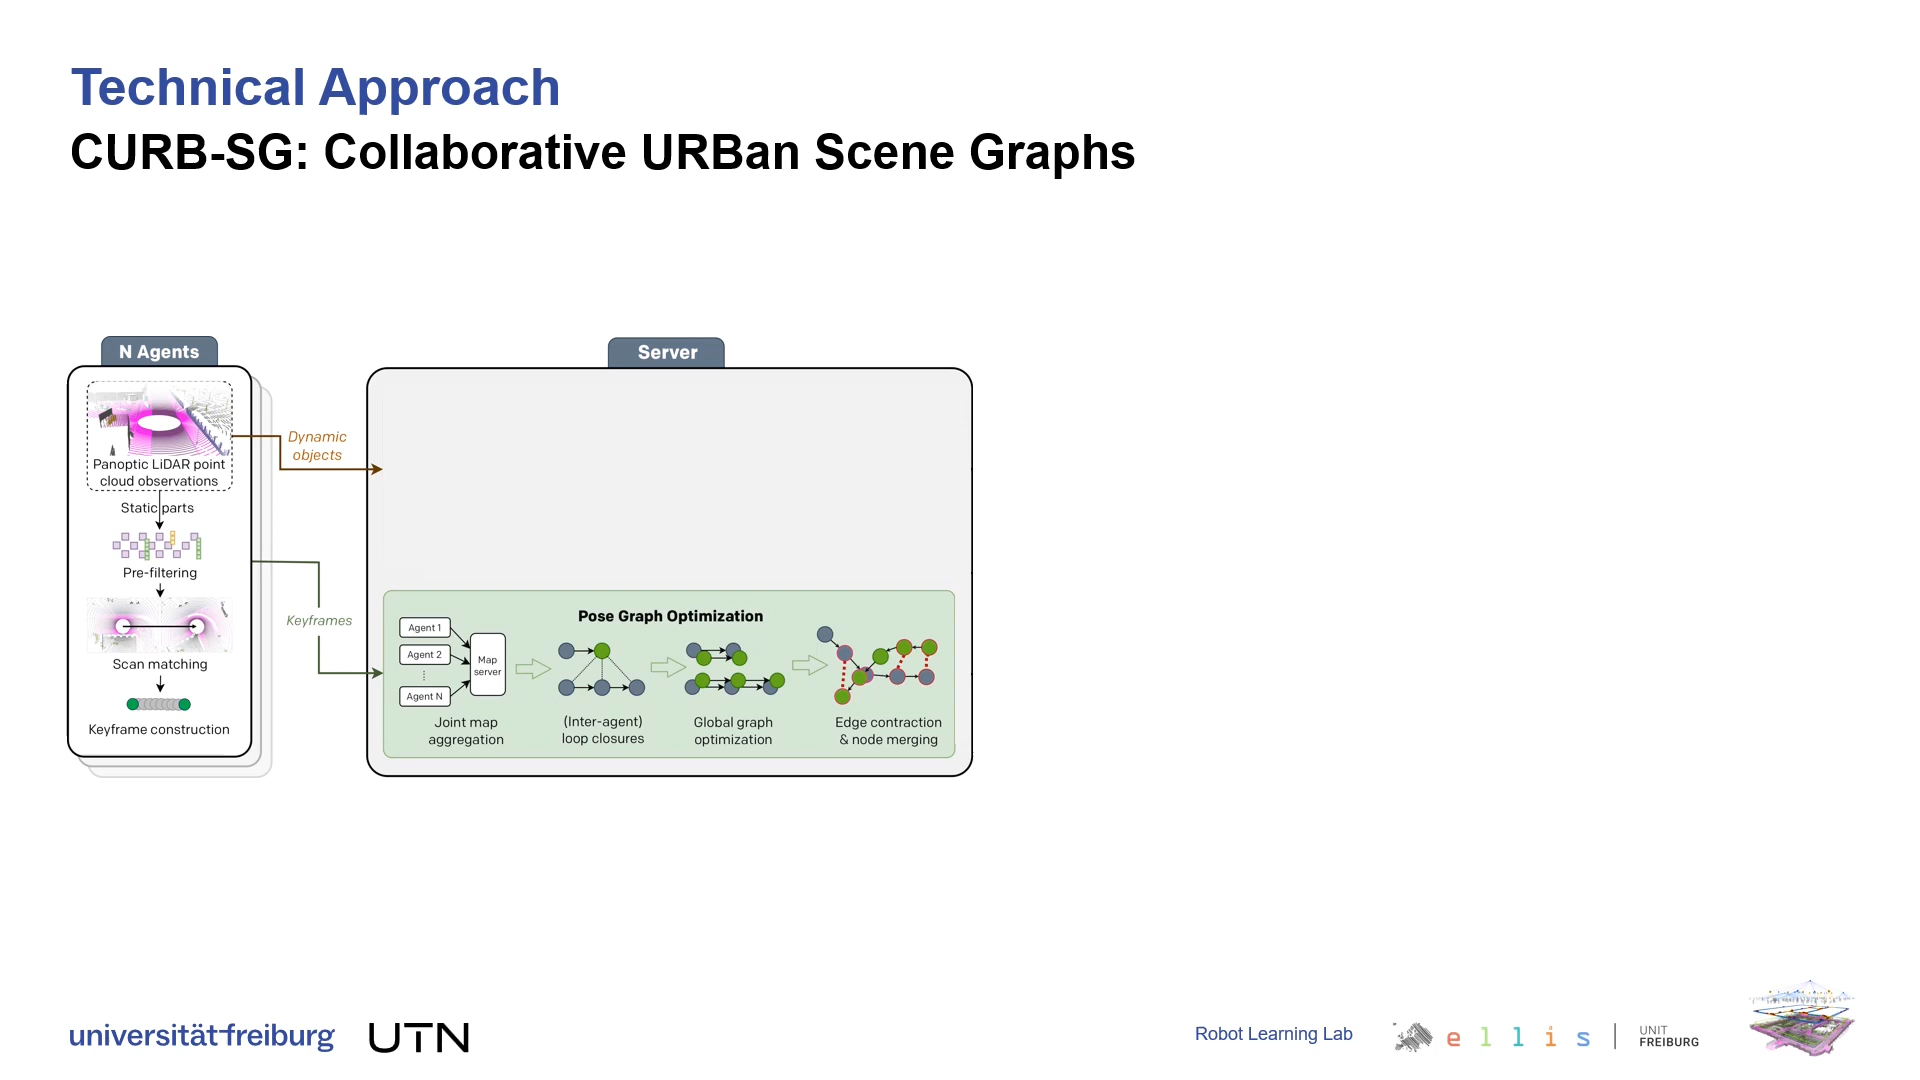 Technical Approach
CURB-SG: Collaborative URBan Scene Graphs
N Agents
Panoptic LiDAR point
cloud observations
Static parts
Pre-filtering
Scan matching
Keyframe construction
Dynamic
objects
Keyframes
Server
Pose Graph Optimization
Agent 1
Agent 2
Agent N
Map
server
Joint map
aggregation
(Inter-agent)
loop closures
Global graph
optimization
Edge contraction
& node merging
universität freiburg
UTN
Robot Learning Lab
ellis
UNIT
FREIBURG